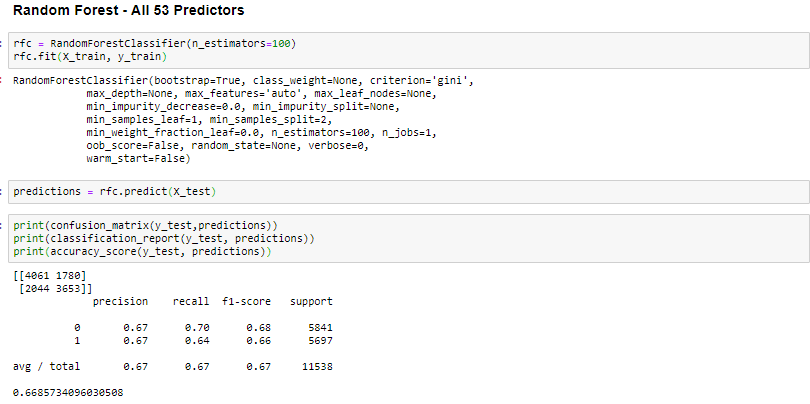 Random Forest - All 53 Predictors
rfc = RandomForestClassifier(n_estimators=100)
rfc.fit(X_train, y_train)
RandomForestClassifier(bootstrap=True, class_weight=None, criterion='gini',
            max_depth=None, max_features='auto', max_leaf_nodes=None,
            min_impurity_decrease=0.0, min_impurity_split=None,
            min_samples_leaf=1, min_samples_split=2,
            min_weight_fraction_leaf=0.0, n_estimators=100, n_jobs=1,
            oob_score=False, random_state=None, verbose=0,
            warm_start=False)
predictions = rfc.predict(X_test)
print(confusion_matrix(y_test,predictions))
print(classification_report(y_test, predictions))
print(accuracy_score(y_test, predictions))
[[4061 1780]
 [2044 3653]]
             precision    recall  f1-score   support
          0       0.67      0.70      0.68      5841
          1       0.67      0.64      0.66      5697
avg / total       0.67      0.67      0.67     11538
0.6685734096030508